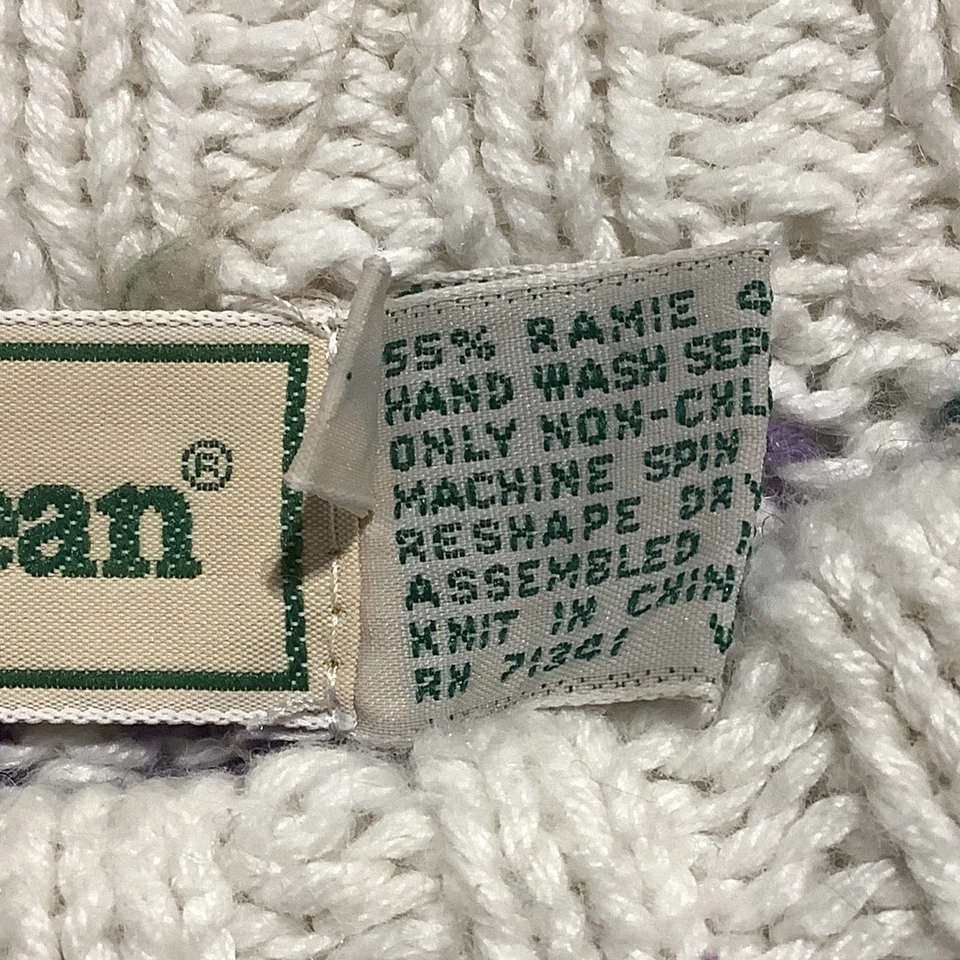 ean®
55% RAMIE 4
HAND WASH SEP
ONLY NON-CHL
MACHINE SPIN
RESHAPE DRY
ASSEMBLED
KNIT IN CHIN
RN 71341